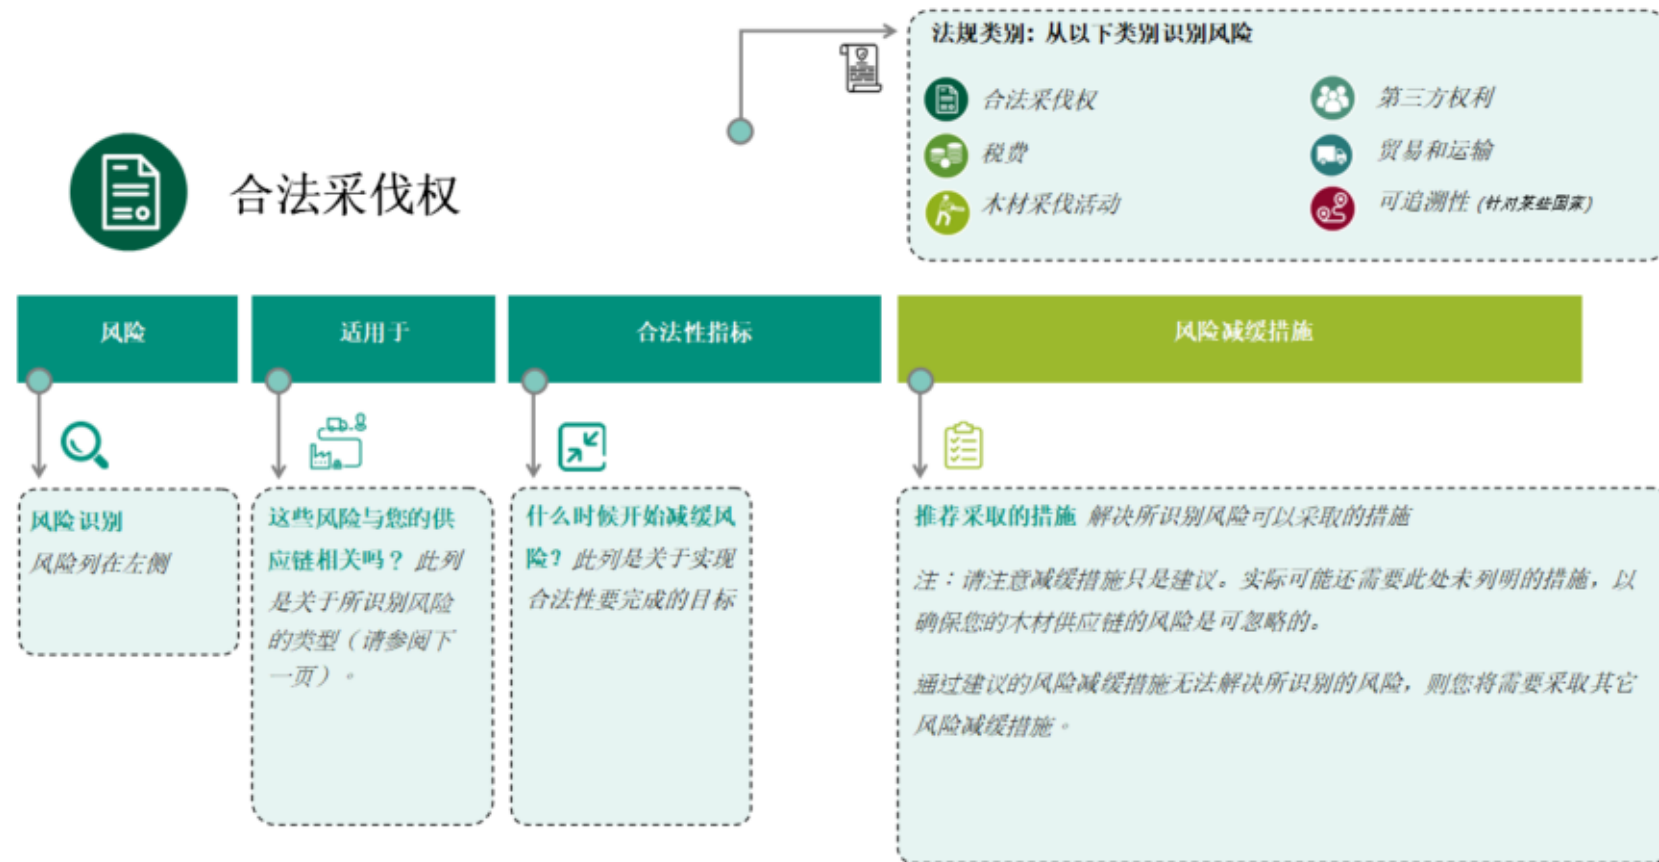 法规类别: 从以下类别识别风险
合法采伐权
第三方权利
税费
贸易和运输
木材采伐活动
可追溯性 (针对某些国家)
合法采伐权
风险
适用于
合法性指标
风险减缓措施
风险识别
风险列在左侧
这些风险与您的供
应链相关吗? 此列
是关于所识别风险
的类型（请参阅下
一页）。
什么时候开始减缓风
险? 此列是关于实现
合法性要完成的目标
推荐采取的措施 解决所识别风险可以采取的措施
注：请注意减缓措施只是建议。实际可能还需要此处未列明的措施，以
确保您的木材供应链的风险是可忽略的。
通过建议的风险减缓措施无法解决所识别的风险，则您将需要采取其它
风险减缓措施。